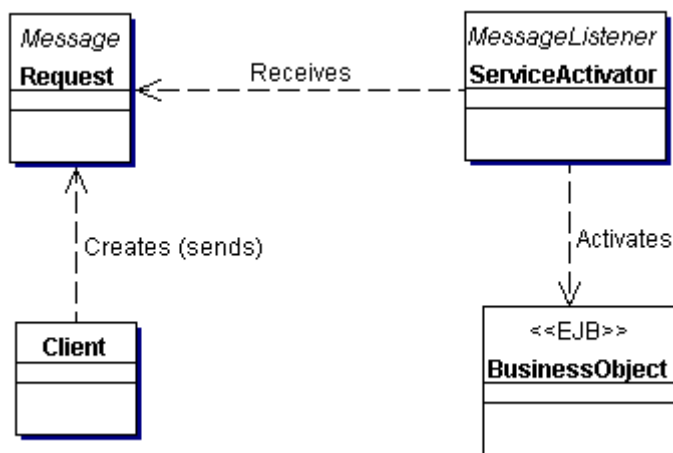 Message
Request
Receives
MessageListener
ServiceActivator
Creates (sends)
Activates
Client
<<EJB>>
BusinessObject